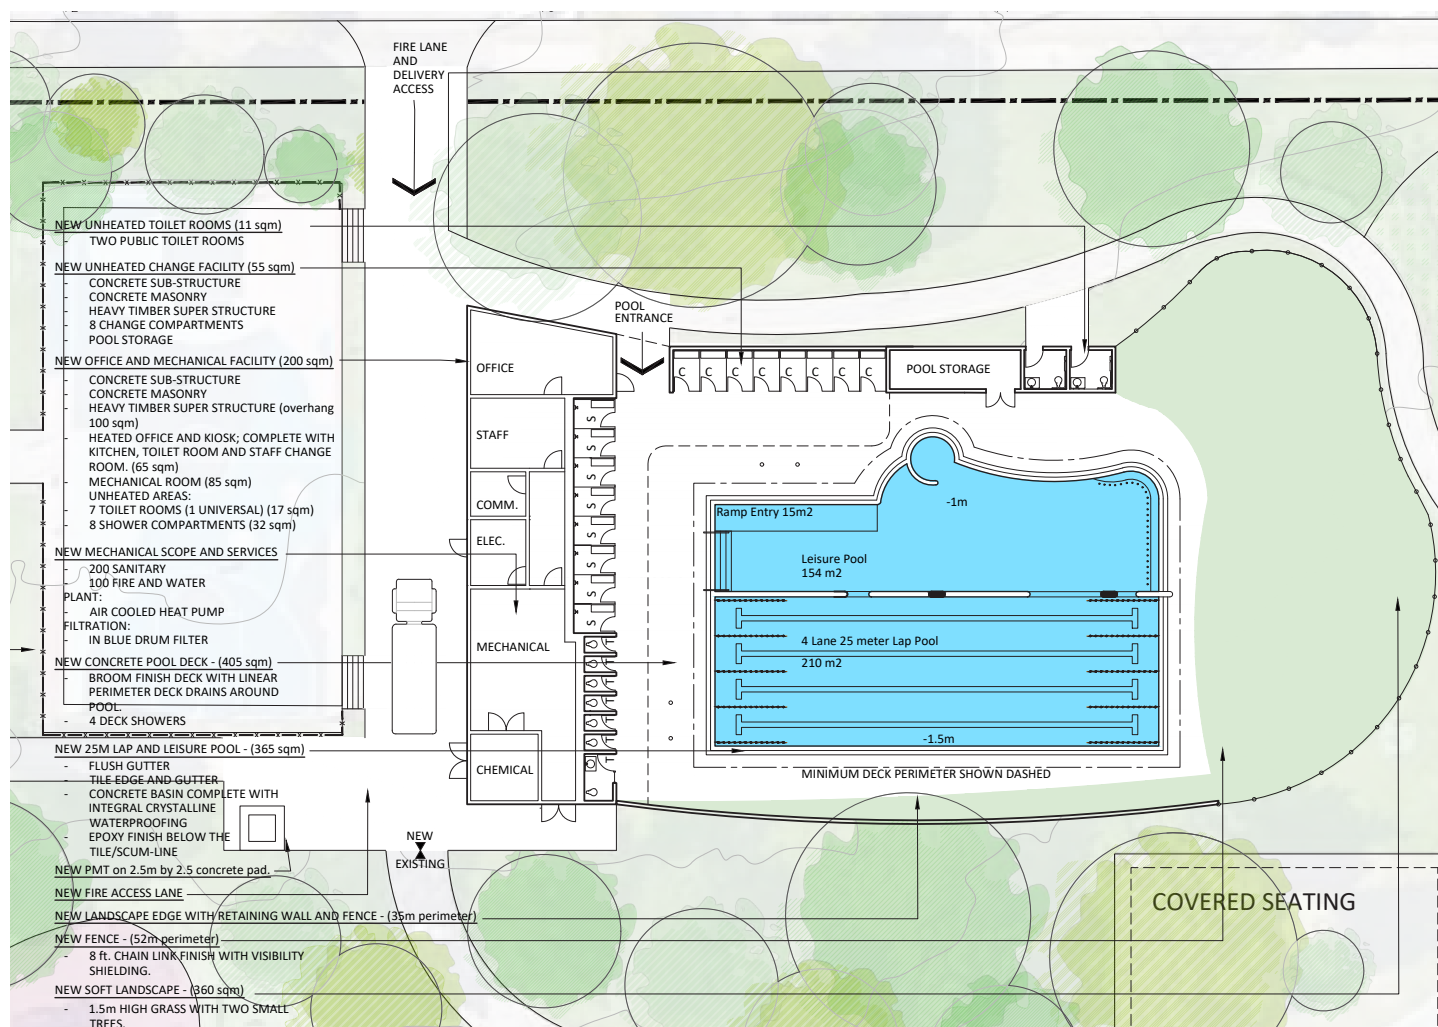 FIRE LANE
AND
DELIVERY
ACCESS
NEW UNHEATED TOILET ROOMS (11 sqm)
- TWO PUBLIC TOILET ROOMS
NEW UNHEATED CHANGE FACILITY (55 sqm)
- CONCRETE SUB-STRUCTURE
- CONCRETE MASONRY
- HEAVY TIMBER SUPER STRUCTURE
- 8 CHANGE COMPARTMENTS
- POOL STORAGE
NEW OFFICE AND MECHANICAL FACILITY (200 sqm)
- CONCRETE SUB-STRUCTURE
- CONCRETE MASONRY
- HEAVY TIMBER SUPER STRUCTURE (overhang
100 sqm)
- HEATED OFFICE AND KIOSK; COMPLETE WITH
KITCHEN, TOILET ROOM AND STAFF CHANGE
ROOM. (65 sqm)
- MECHANICAL ROOM (85 sqm)
UNHEATED AREAS:
- 7 TOILET ROOMS (1 UNIVERSAL) (17 sqm)
- 8 SHOWER COMPARTMENTS (32 sqm)
NEW MECHANICAL SCOPE AND SERVICES
- 200 SANITARY
- 100 FIRE AND WATER
PLANT:
- AIR COOLED HEAT PUMP
FILTRATION:
- IN BLUE DRUM FILTER
NEW CONCRETE POOL DECK - (405 sqm)
- BROOM FINISH DECK WITH LINEAR
PERIMETER DECK DRAINS AROUND
POOL.
- 4 DECK SHOWERS
NEW 25M LAP AND LEISURE POOL - (365 sqm)
- FLUSH GUTTER
- TILE EDGE AND GUTTER
- CONCRETE BASIN COMPLETE WITH
INTEGRAL CRYSTALLINE
WATERPROOFING
- EPOXY FINISH BELOW THE
TILE/SCUM-LINE
NEW PMT on 2.5m by 2.5 concrete pad.
NEW FIRE ACCESS LANE
NEW LANDSCAPE EDGE WITH RETAINING WALL AND FENCE - (35m perimeter)
NEW FENCE - (52m perimeter)
- 8 ft. CHAIN LINK FINISH WITH VISIBILITY
SHIELDING.
NEW SOFT LANDSCAPE - (360 sqm)
- 1.5m HIGH GRASS WITH TWO SMALL
TREES.
POOL
ENTRANCE
OFFICE
STAFF
COMM.
ELEC.
MECHANICAL
CHEMICAL
C C C C C C C C
POOL STORAGE
S
S
S
S
S
S
S
S
T
T
T
T
T
T
T
Ramp Entry 15m2
-1m
Leisure Pool
154 m2
4 Lane 25 meter Lap Pool
210 m2
-1.5m
MINIMUM DECK PERIMETER SHOWN DASHED
NEW
EXISTING
COVERED SEATING